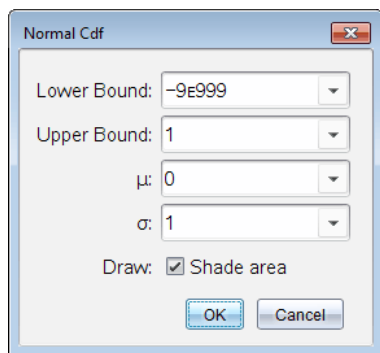 Normal Cdf
Lower Bound: -9E999
Upper Bound: 1
μ: 0
σ: 1
Draw: Shade area
OK Cancel